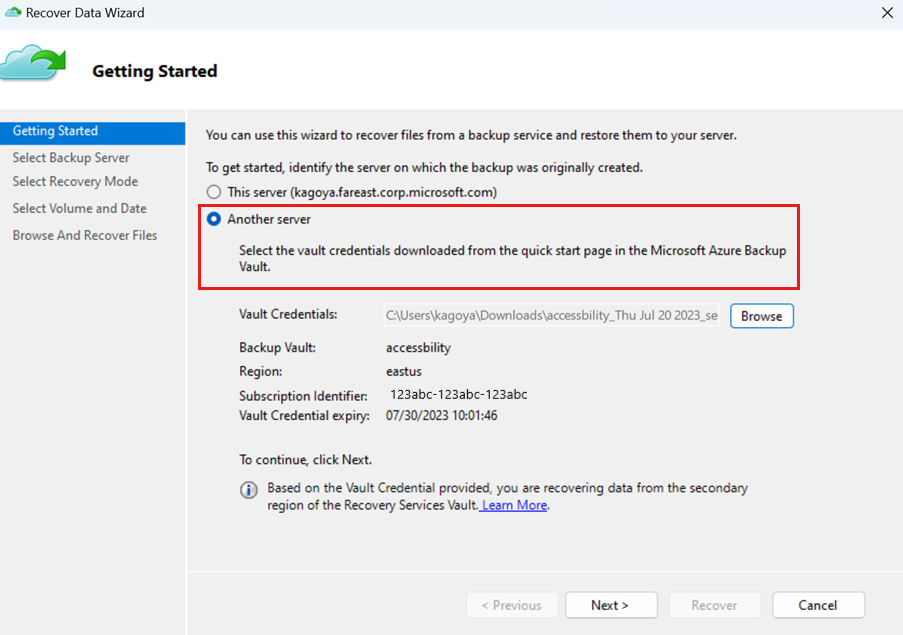 Recover Data Wizard
Getting Started
Getting Started
Select Backup Server
Select Recovery Mode
Select Volume and Date
Browse And Recover Files
You can use this wizard to recover files from a backup service and restore them to your server.
To get started, identify the server on which the backup was originally created.
This server (kagoya.fareast.corp.microsoft.com)
Another server
Select the vault credentials downloaded from the quick start page in the Microsoft Azure Backup
Vault.
Vault Credentials: C:\Users\kagoya\Downloads\accessbility_Thu Jul 20 2023_se Browse
Backup Vault: accessbility
Region: eastus
Subscription Identifier: 123abc-123abc-123abc
Vault Credential expiry: 07/30/2023 10:01:46
To continue, click Next.
Based on the Vault Credential provided, you are recovering data from the secondary
region of the Recovery Services Vault. Learn More.
< Previous Next > Recover Cancel